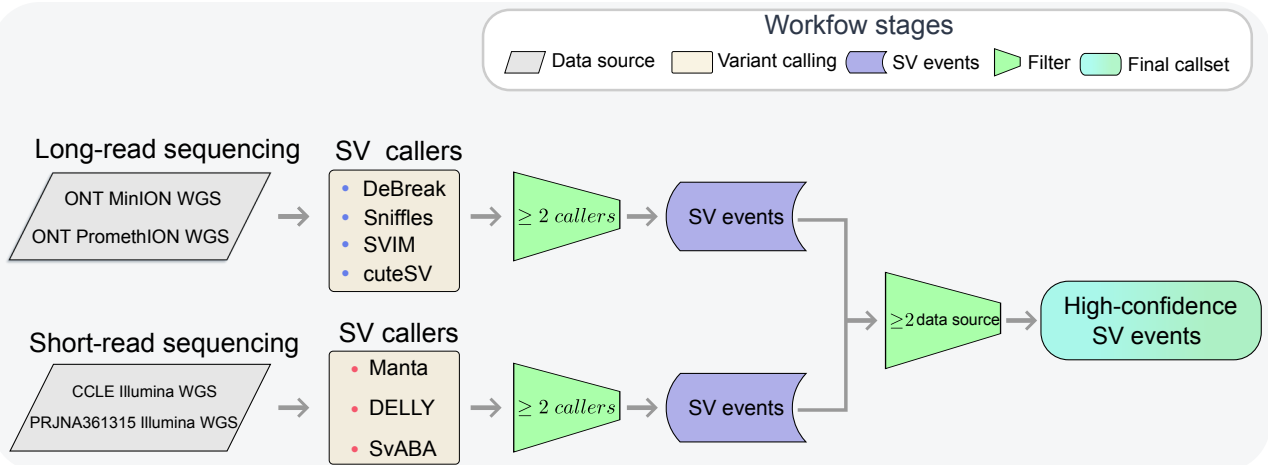 Workfow stages
Data source
Variant calling
SV events
Filter
Final callset
Long-read sequencing
ONT MinION WGS
ONT PromethION WGS
SV callers
• DeBreak
• Sniffles
• SVIM
• cuteSV
≥ 2 callers
SV events
Short-read sequencing
CCLE Illumina WGS
PRJNA361315 Illumina WGS
SV callers
• Manta
• DELLY
• SvABA
≥ 2 callers
SV events
≥2 data source
High-confidence
SV events